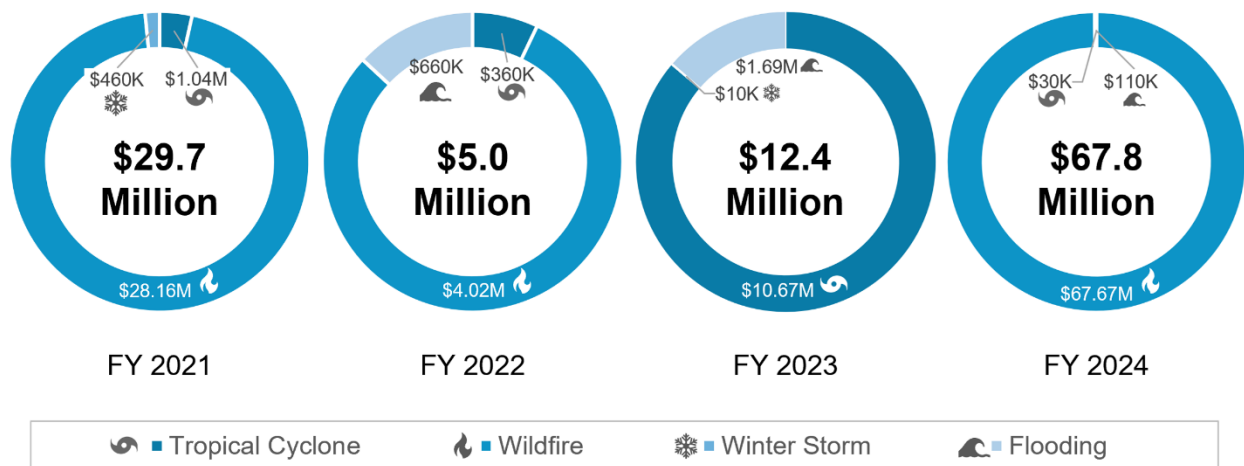 $460K
$1.04M
$29.7
Million
$28.16M
FY 2021
$660K
$360K
$5.0
Million
$4.02M
FY 2022
$1.69M
$10K
$12.4
Million
$10.67M
FY 2023
$30K
$110K
$67.8
Million
$67.67M
FY 2024
Tropical Cyclone
Wildfire
Winter Storm
Flooding